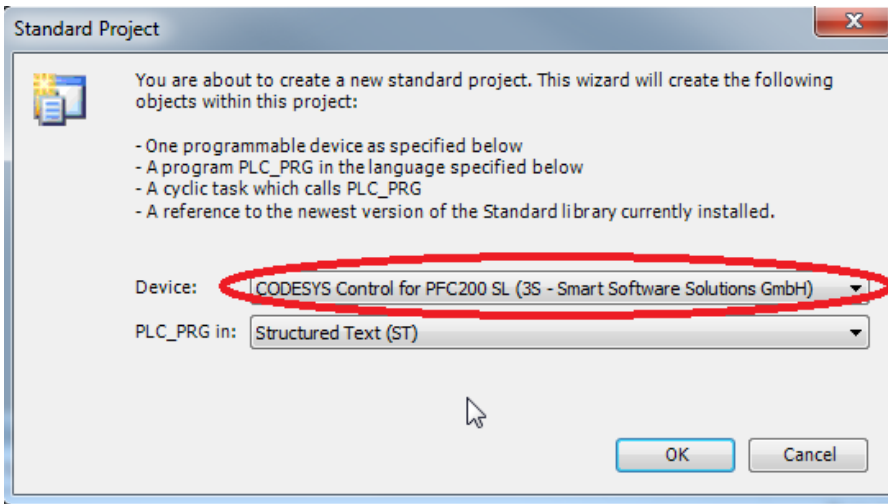 Standard Project
You are about to create a new standard project. This wizard will create the following
objects within this project:
- One programmable device as specified below
- A program PLC_PRG in the language specified below
- A cyclic task which calls PLC_PRG
- A reference to the newest version of the Standard library currently installed.
Device: CODESYS Control for PFC200 SL (3S - Smart Software Solutions GmbH)
PLC_PRG in: Structured Text (ST)
OK Cancel